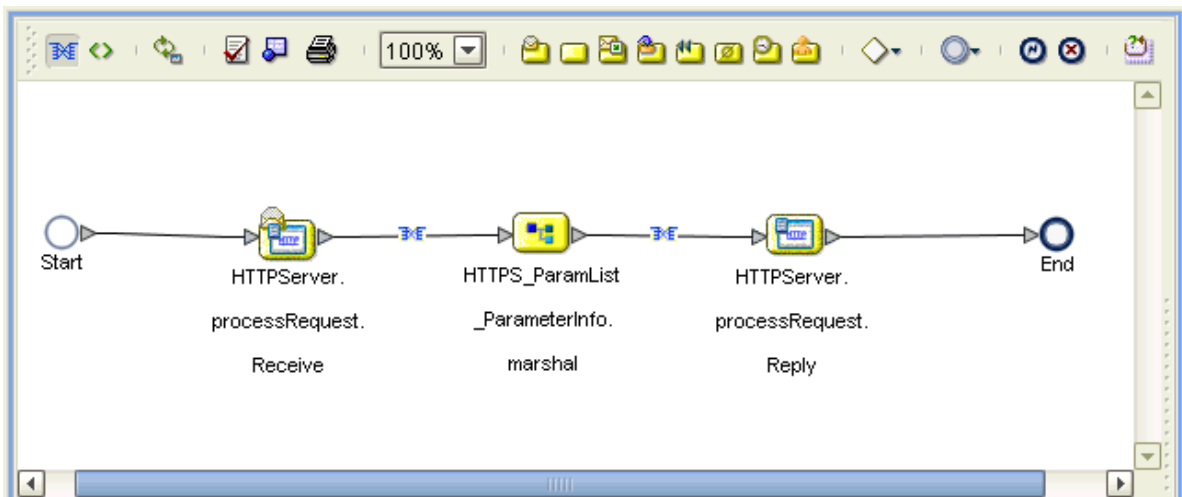 100%
Start
HTTPServer.
processRequest.
Receive
HTTPS_ParamList
_ParameterInfo.
marshal
HTTPServer.
processRequest.
Reply
End